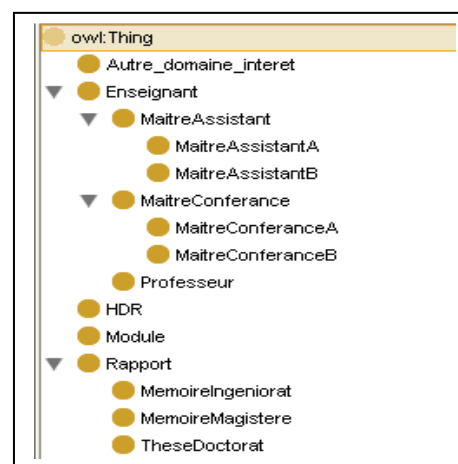 owl:Thing
Autre_domaine_interet
Enseignant
MaitreAssistant
MaitreAssistantA
MaitreAssistantB
MaitreConferance
MaitreConferanceA
MaitreConferanceB
Professeur
HDR
Module
Rapport
MemoireIngeniorat
MemoireMagistere
TheseDoctorat